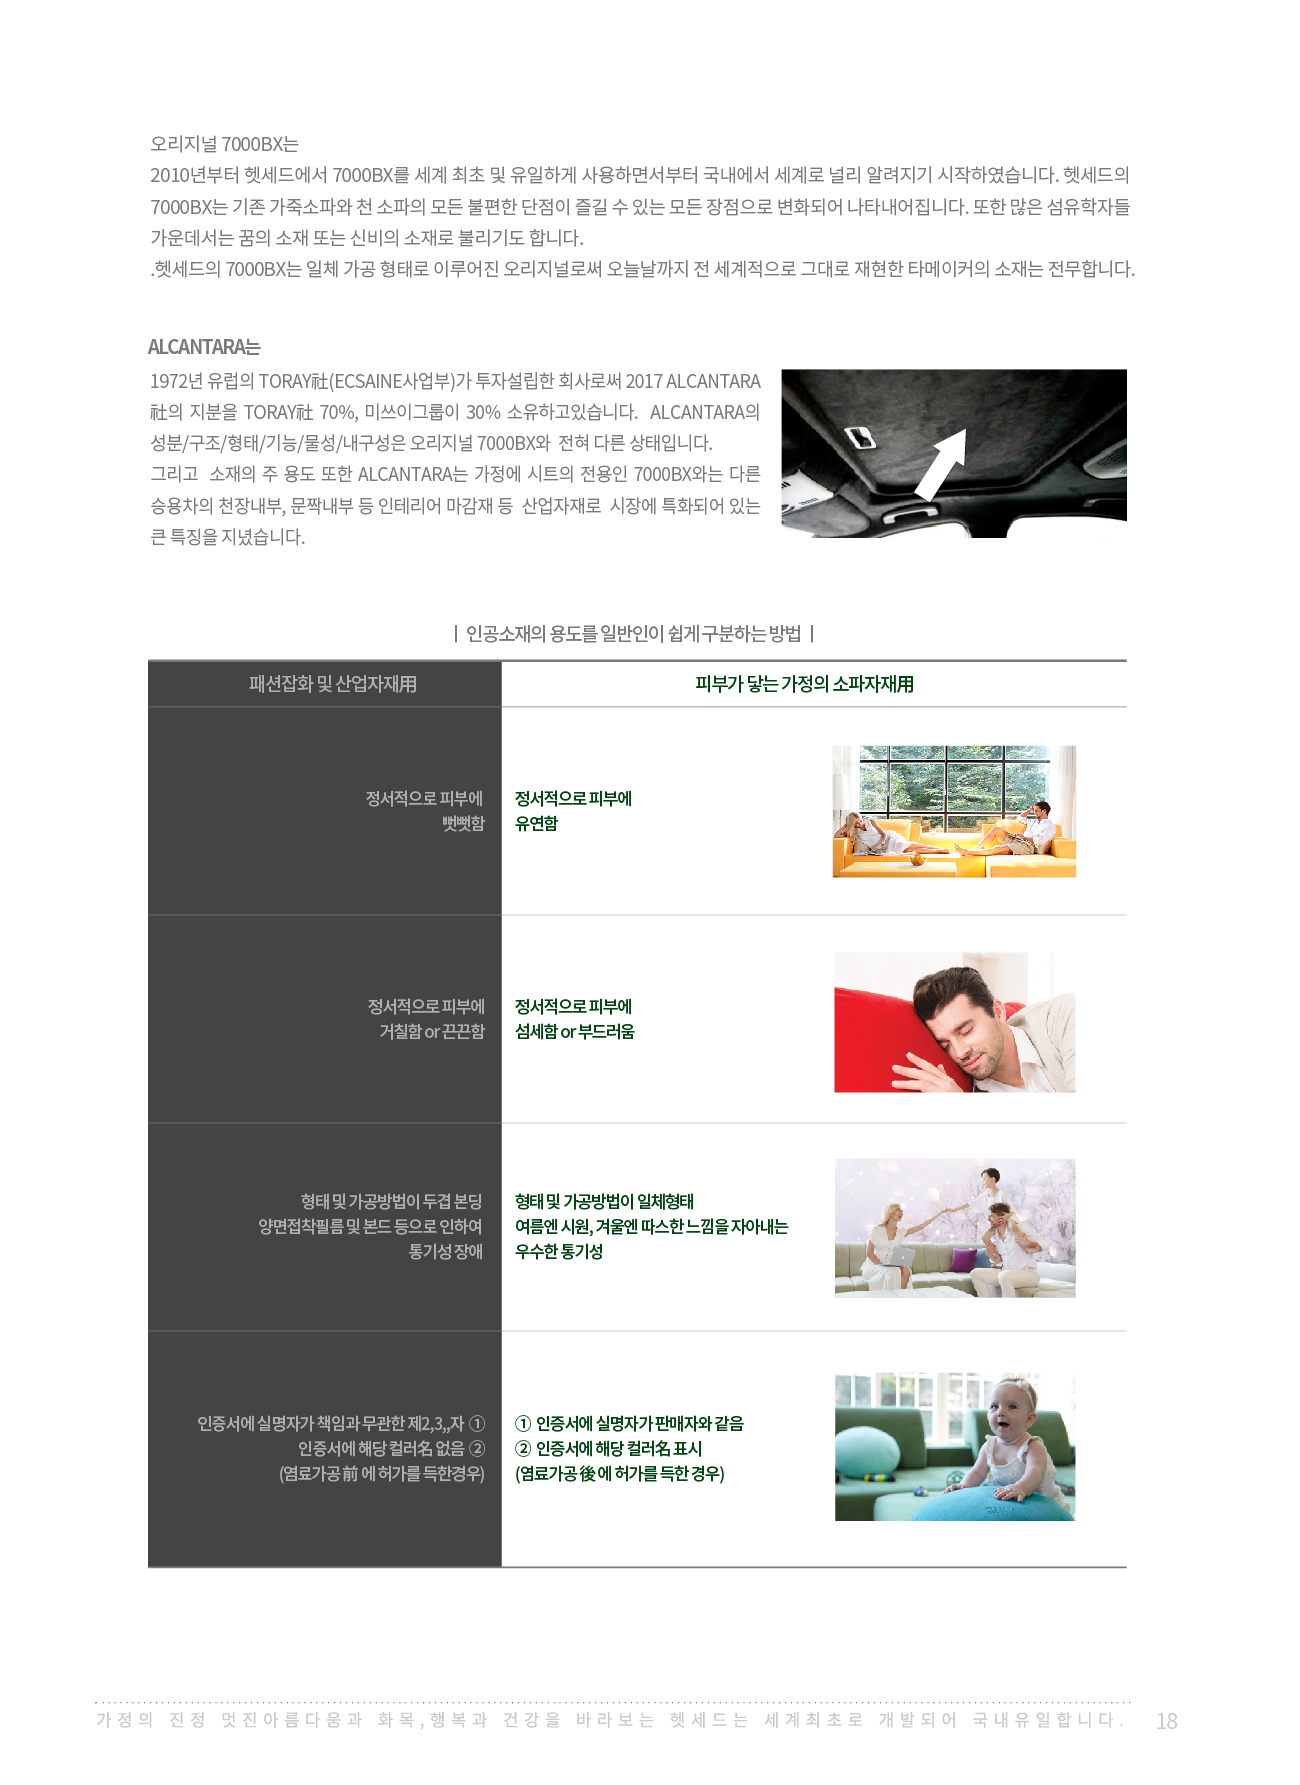 오리지널 7000BX는
2010년부터 헷세드에서 7000BX를 세계 최초 및 유일하게 사용하면서부터 국내에서 세계로 널리 알려지기 시작하였습니다. 헷세드의
7000BX는 기존 가죽소파와 천 소파의 모든 불편한 단점이 즐길 수 있는 모든 장점으로 변화되어 나타내어집니다. 또한 많은 섬유학자들
가운데서는 꿈의 소재 또는 신비의 소재로 불리기도 합니다.
.헷세드의 7000BX는 일체 가공 형태로 이루어진 오리지널로써 오늘날까지 전 세계적으로 그대로 재현한 타메이커의 소재는 전무합니다.
ALCANTARA는
1972년 유럽의 TORAY社(ECSAINE사업부)가 투자설립한 회사로써 2017 ALCANTARA
社의 지분을 TORAY社 70%, 미쓰이그룹이 30% 소유하고있습니다. ALCANTARA의
성분/구조/형태/기능/물성/내구성은 오리지널 7000BX와 전혀 다른 상태입니다.
그리고 소재의 주 용도 또한 ALCANTARA는 가정에 시트의 전용인 7000BX와는 다른
승용차의 천장내부, 문짝내부 등 인테리어 마감재 등 산업자재로 시장에 특화되어 있는
큰 특징을 지녔습니다.
| 인공소재의 용도를 일반인이 쉽게 구분하는 방법 |
패션잡화 및 산업자재用
피부가 닿는 가정의 소파자재用
정서적으로 피부에
뻣뻣함
정서적으로 피부에
유연함
정서적으로 피부에
거칠함 or 끈끈함
정서적으로 피부에
섬세함 or 부드러움
형태 및 가공방법이 두겹 본딩
양면접착필름 및 본드 등으로 인하여
통기성 장애
형태 및 가공방법이 일체형태
여름엔 시원, 겨울엔 따스한 느낌을 자아내는
우수한 통기성
인증서에 실명자가 책임과 무관한 제2,3,,자 ①
인증서에 해당 컬러名 없음 ②
(염료가공 前 에 허가를 득한경우)
① 인증서에 실명자가 판매자와 같음
② 인증서에 해당 컬러名 표시
(염료가공 後 에 허가를 득한 경우)
가정의 진정 멋진아름다움과 화목,행복과 건강을 바라보는 헷세드는 세계최초로 개발되어 국내유일합니다.
18